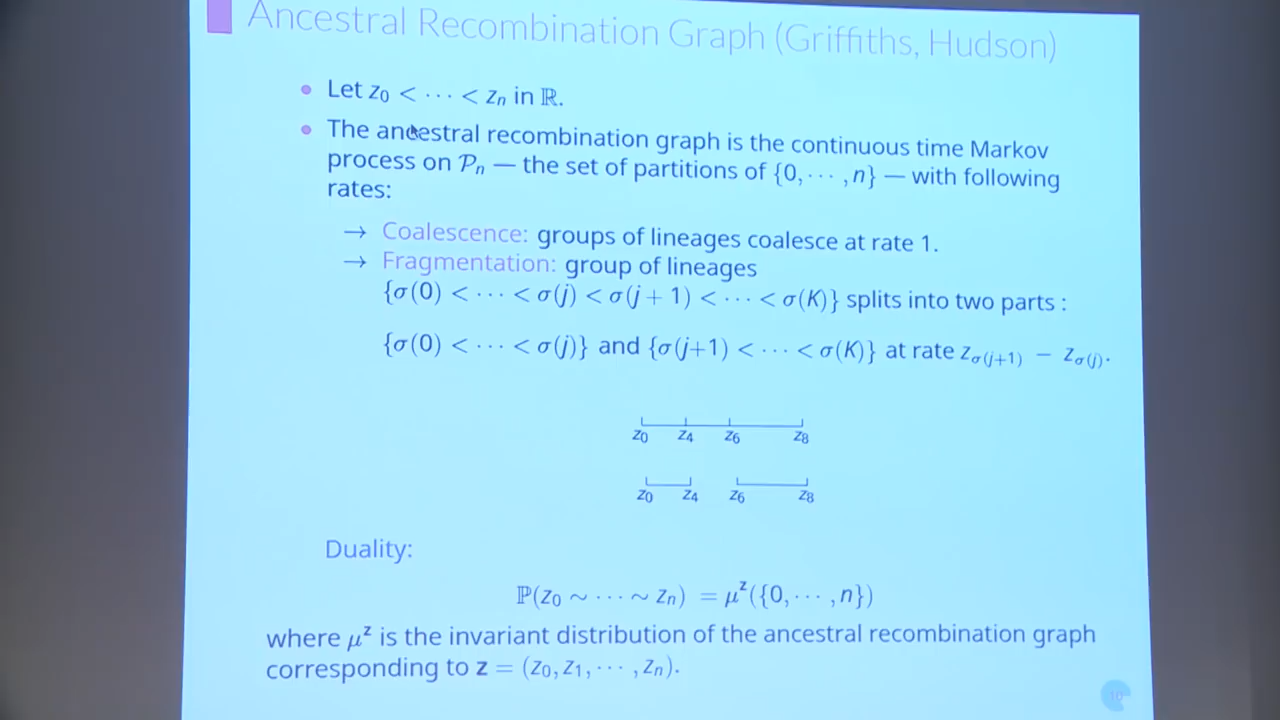 Ancestral Recombination Graph (Griffiths, Hudson)
• Let z₀ < ⋯ < zₙ in ℝ.
• The ancestral recombination graph is the continuous time Markov
process on 𝒫ₙ — the set of partitions of {0, ⋯ , n} — with following
rates:
→ Coalescence: groups of lineages coalesce at rate 1.
→ Fragmentation: group of lineages
{σ(0) < ⋯ < σ(j) < σ(j + 1) < ⋯ < σ(K)} splits into two parts :
{σ(0) < ⋯ < σ(j)} and {σ(j+1) < ⋯ < σ(K)} at rate z_{σ(j+1)} − z_{σ(j)}.
z₀ z₄ z₆ z₈
z₀ z₄ z₆ z₈
Duality:
ℙ(z₀ ∼ ⋯ ∼ zₙ) = μᶻ({0, ⋯ , n})
where μᶻ is the invariant distribution of the ancestral recombination graph
corresponding to z = (z₀, z₁, ⋯ , zₙ).